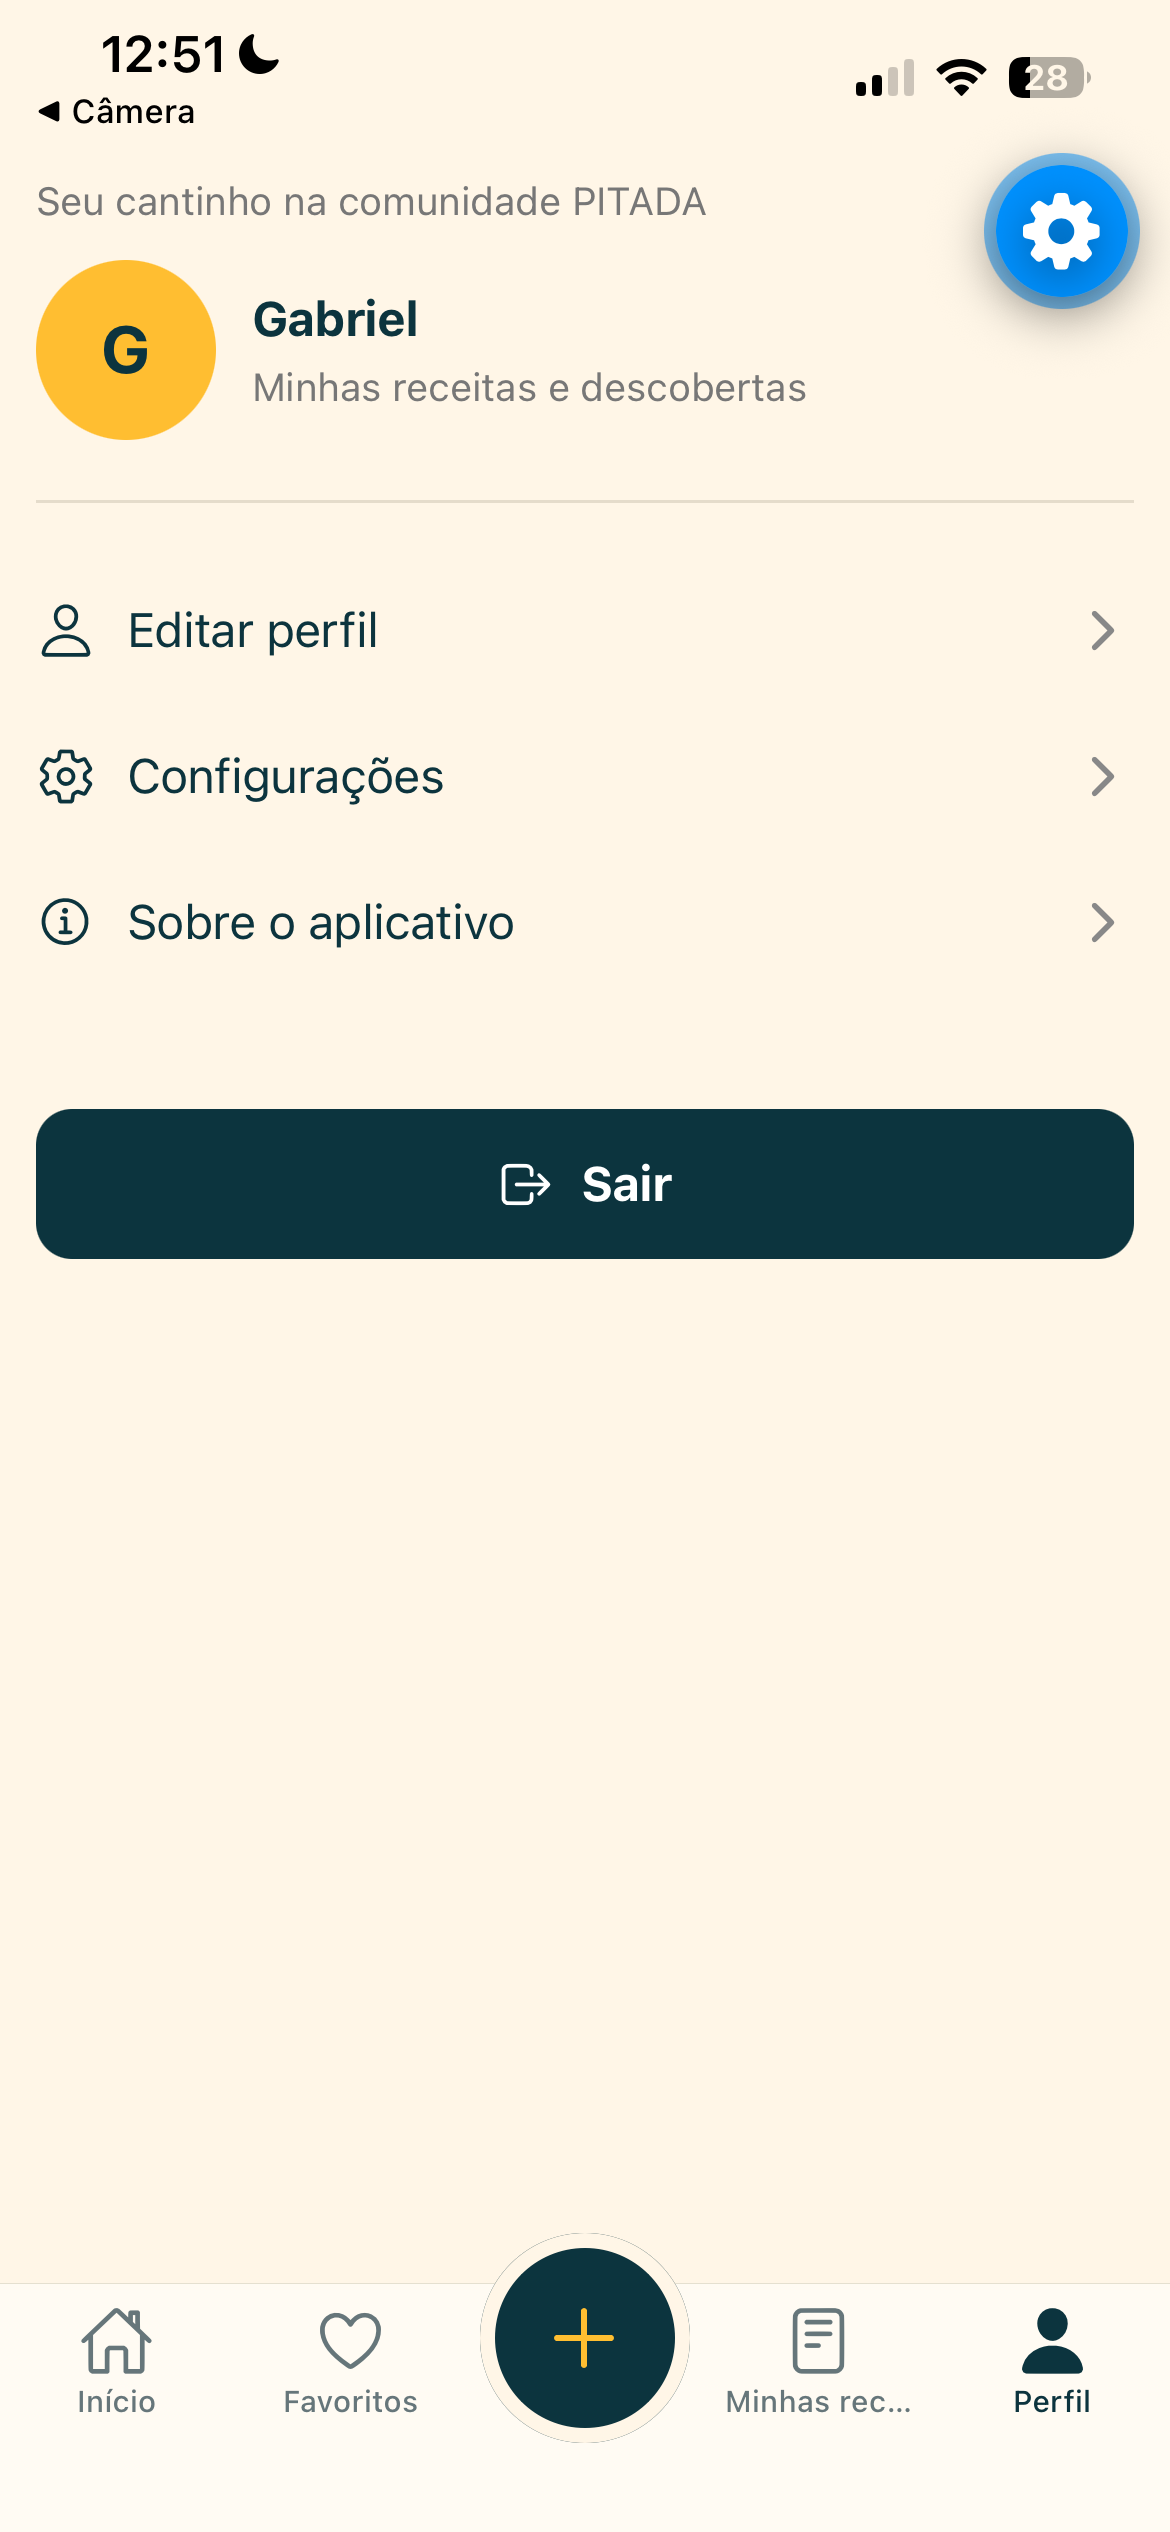 12:51
28
Câmera
Seu cantinho na comunidade PITADA
G
Gabriel
Minhas receitas e descobertas
Editar perfil
Configurações
Sobre o aplicativo
Sair
Início
Favoritos
Minhas rec...
Perfil